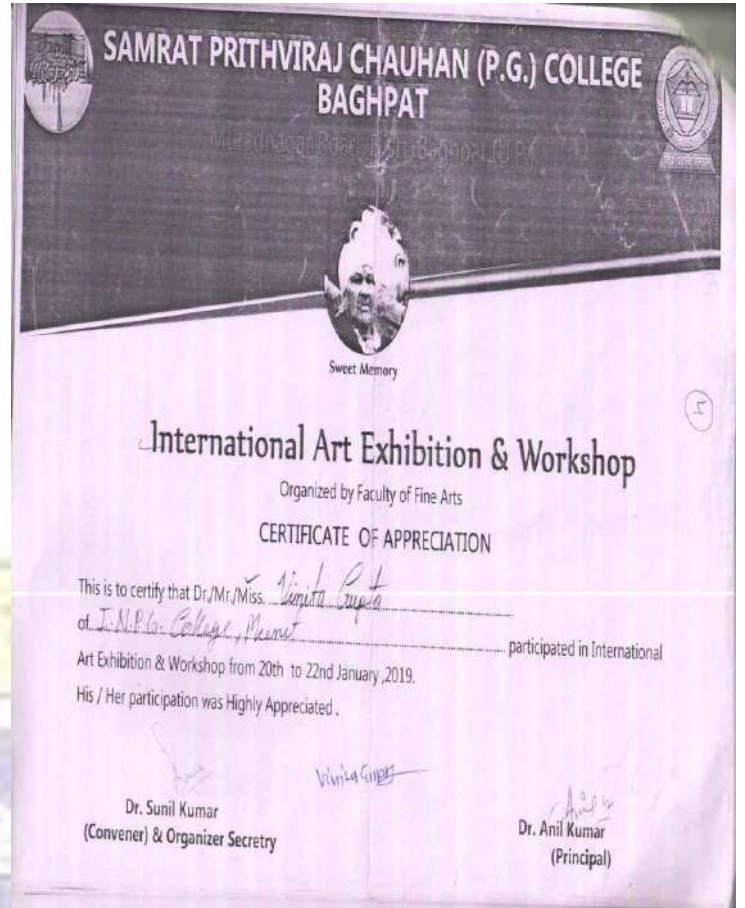 SAMRAT PRITHVIRAJ CHAUHAN (P.G.) COLLEGE
BAGHPAT
Sweet Memory
International Art Exhibition & Workshop
Organized by Faculty of Fine Arts
CERTIFICATE OF APPRECIATION
This is to certify that Dr./Mr./Miss. Vinita Gupta
of I.N.P.G. College, Meerut participated in International
Art Exhibition & Workshop from 20th to 22nd January ,2019.
His / Her participation was Highly Appreciated .
Vinita Gupta
Dr. Sunil Kumar
(Convener) & Organizer Secretry
Dr. Anil Kumar
(Principal)